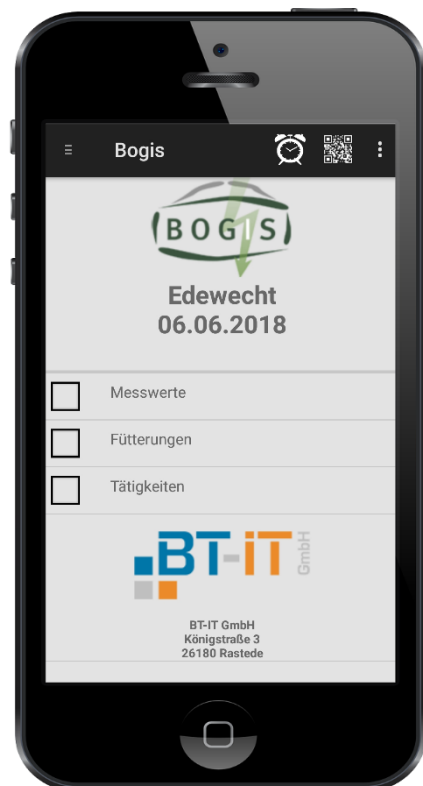 Bogis
BOGIS
Edewecht
06.06.2018
Messwerte
Fütterungen
Tätigkeiten
BT-iT GmbH
BT-IT GmbH
Königstraße 3
26180 Rastede